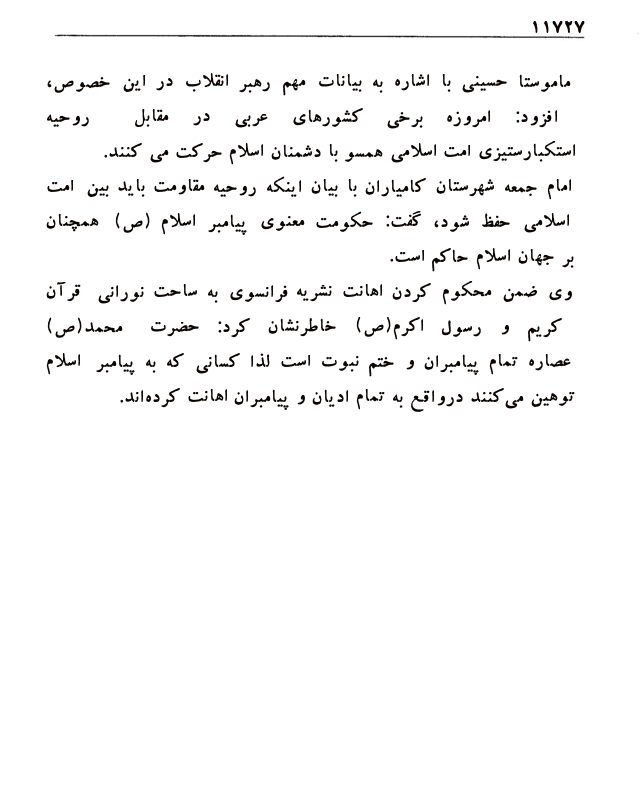 ۱۱۷۲۷
ماموستا حسینی با اشاره به بیانات مهم رهبر انقلاب در این خصوص،
افزود: امروزه برخی کشورهای عربی در مقابل روحیه
استکبارستیزی امت اسلامی همسو با دشمنان اسلام حرکت می کنند.
امام جمعه شهرستان کامیاران با بیان اینکه روحیه مقاومت باید بین امت
اسلامی حفظ شود، گفت: حکومت معنوی پیامبر اسلام (ص) همچنان
بر جهان اسلام حاکم است.
وی ضمن محکوم کردن اهانت نشریه فرانسوی به ساحت نورانی قرآن
کریم و رسول اکرم(ص) خاطرنشان کرد: حضرت محمد(ص)
عصاره تمام پیامبران و ختم نبوت است لذا کسانی که به پیامبر اسلام
توهین می‌کنند درواقع به تمام ادیان و پیامبران اهانت کرده‌اند.